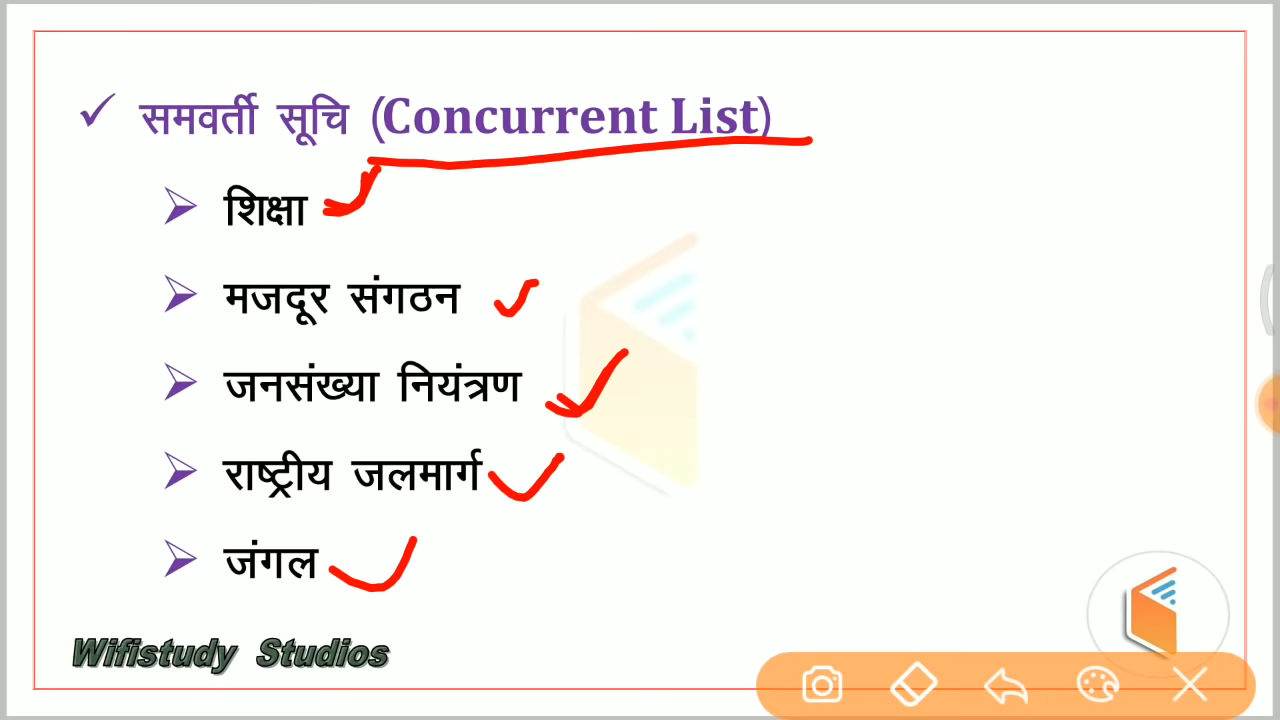 समवर्ती सूचि (Concurrent List)
शिक्षा
मजदूर संगठन
जनसंख्या नियंत्रण
राष्ट्रीय जलमार्ग
जंगल
Wifistudy Studios